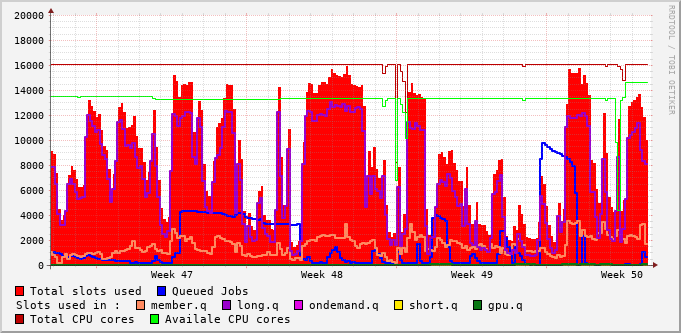 20000
18000
16000
14000
12000
10000
8000
6000
4000
2000
0
Week 47 Week 48 Week 49 Week 50
RRDTOOL / TOBI OETIKER
Total slots used Queued Jobs
Slots used in : member.q long.q ondemand.q short.q gpu.q
Total CPU cores Availale CPU cores